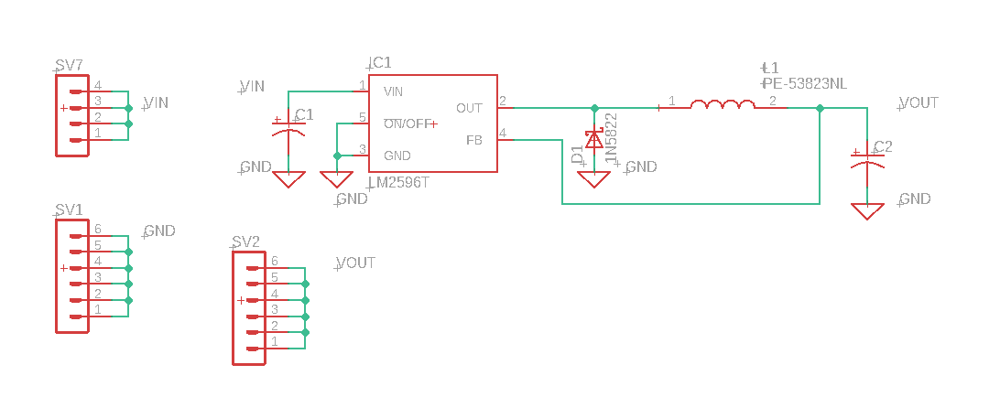 SV7
4
3
2
1
VIN
VIN
C1
GND
IC1
1
VIN
5
ON/OFF
3
GND
OUT
2
FB
4
LM2596T
GND
D1
1N5822
GND
L1
PE-53823NL
1
2
VOUT
C2
GND
SV1
6
5
4
3
2
1
GND
SV2
6
5
4
3
2
1
VOUT